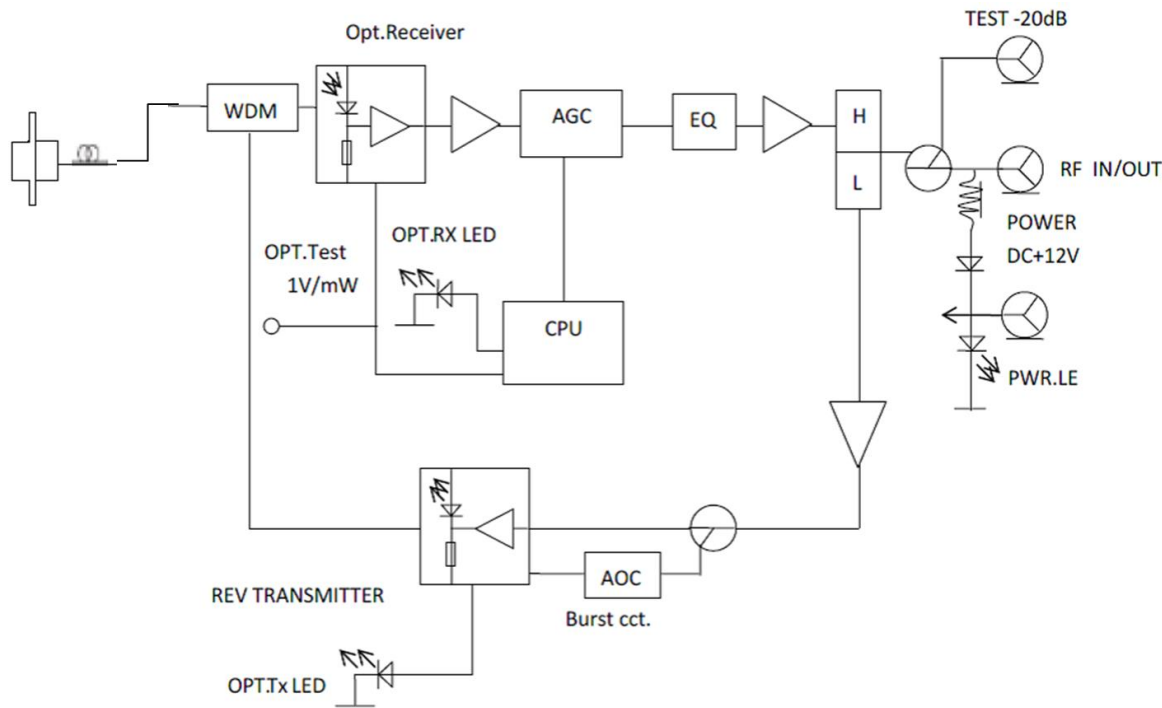 TEST -20dB
Opt.Receiver
WDM
AGC
EQ
H
L
RF IN/OUT
POWER
DC+12V
OPT.RX LED
OPT.Test
1V/mW
CPU
PWR.LE
AOC
REV TRANSMITTER
Burst cct.
OPT.Tx LED